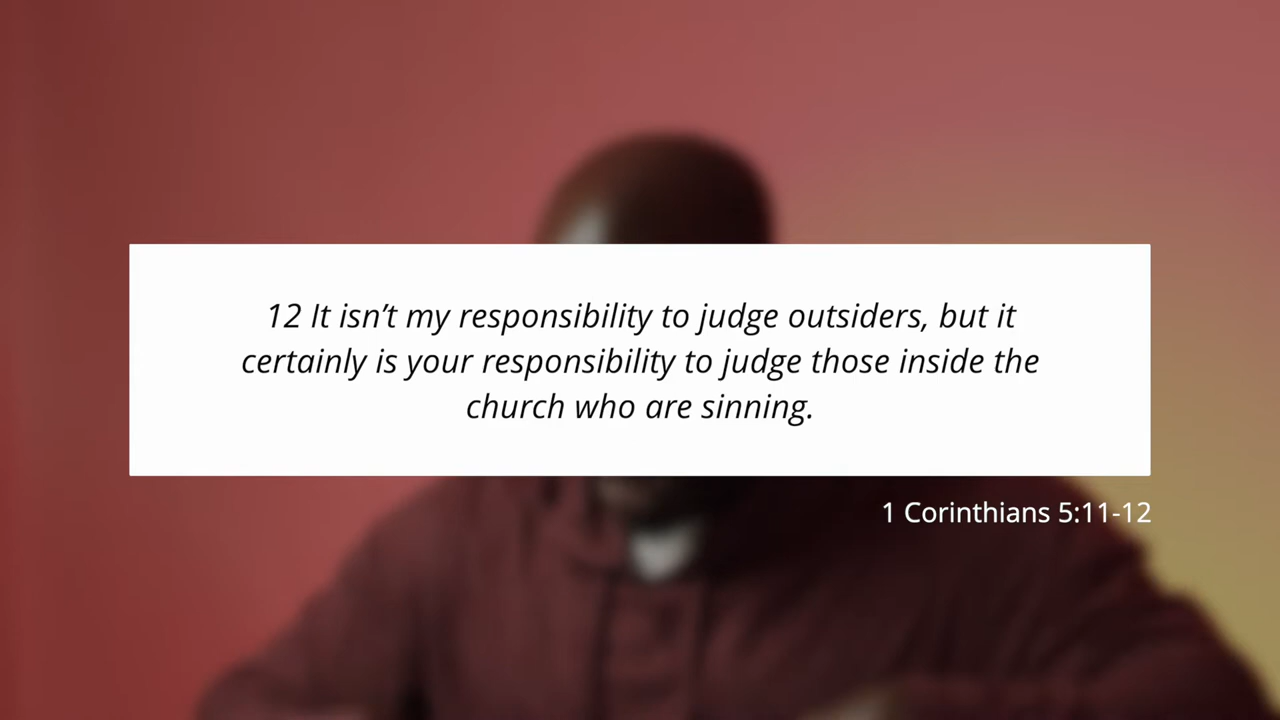 12 It isn’t my responsibility to judge outsiders, but it
certainly is your responsibility to judge those inside the
church who are sinning.
1 Corinthians 5:11-12